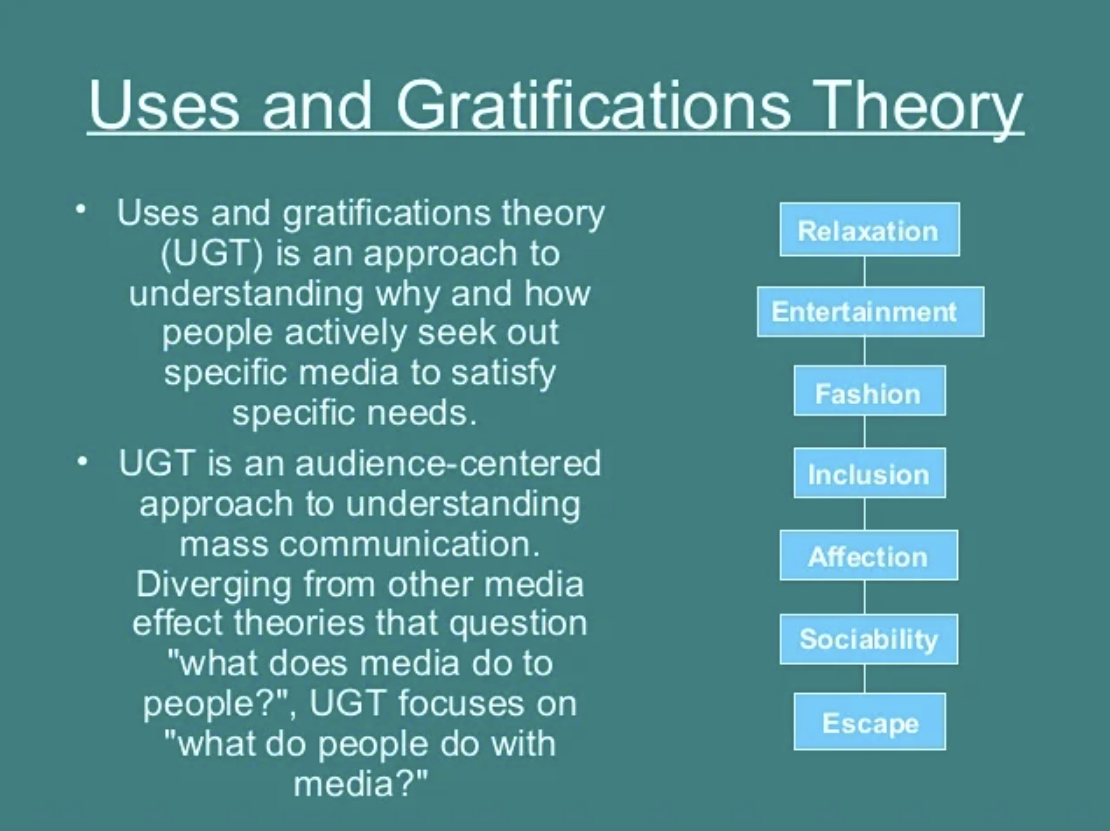 Uses and Gratifications Theory
• Uses and gratifications theory
(UGT) is an approach to
understanding why and how
people actively seek out
specific media to satisfy
specific needs.
• UGT is an audience-centered
approach to understanding
mass communication.
Diverging from other media
effect theories that question
"what does media do to
people?", UGT focuses on
"what do people do with
media?"
Relaxation
Entertainment
Fashion
Inclusion
Affection
Sociability
Escape